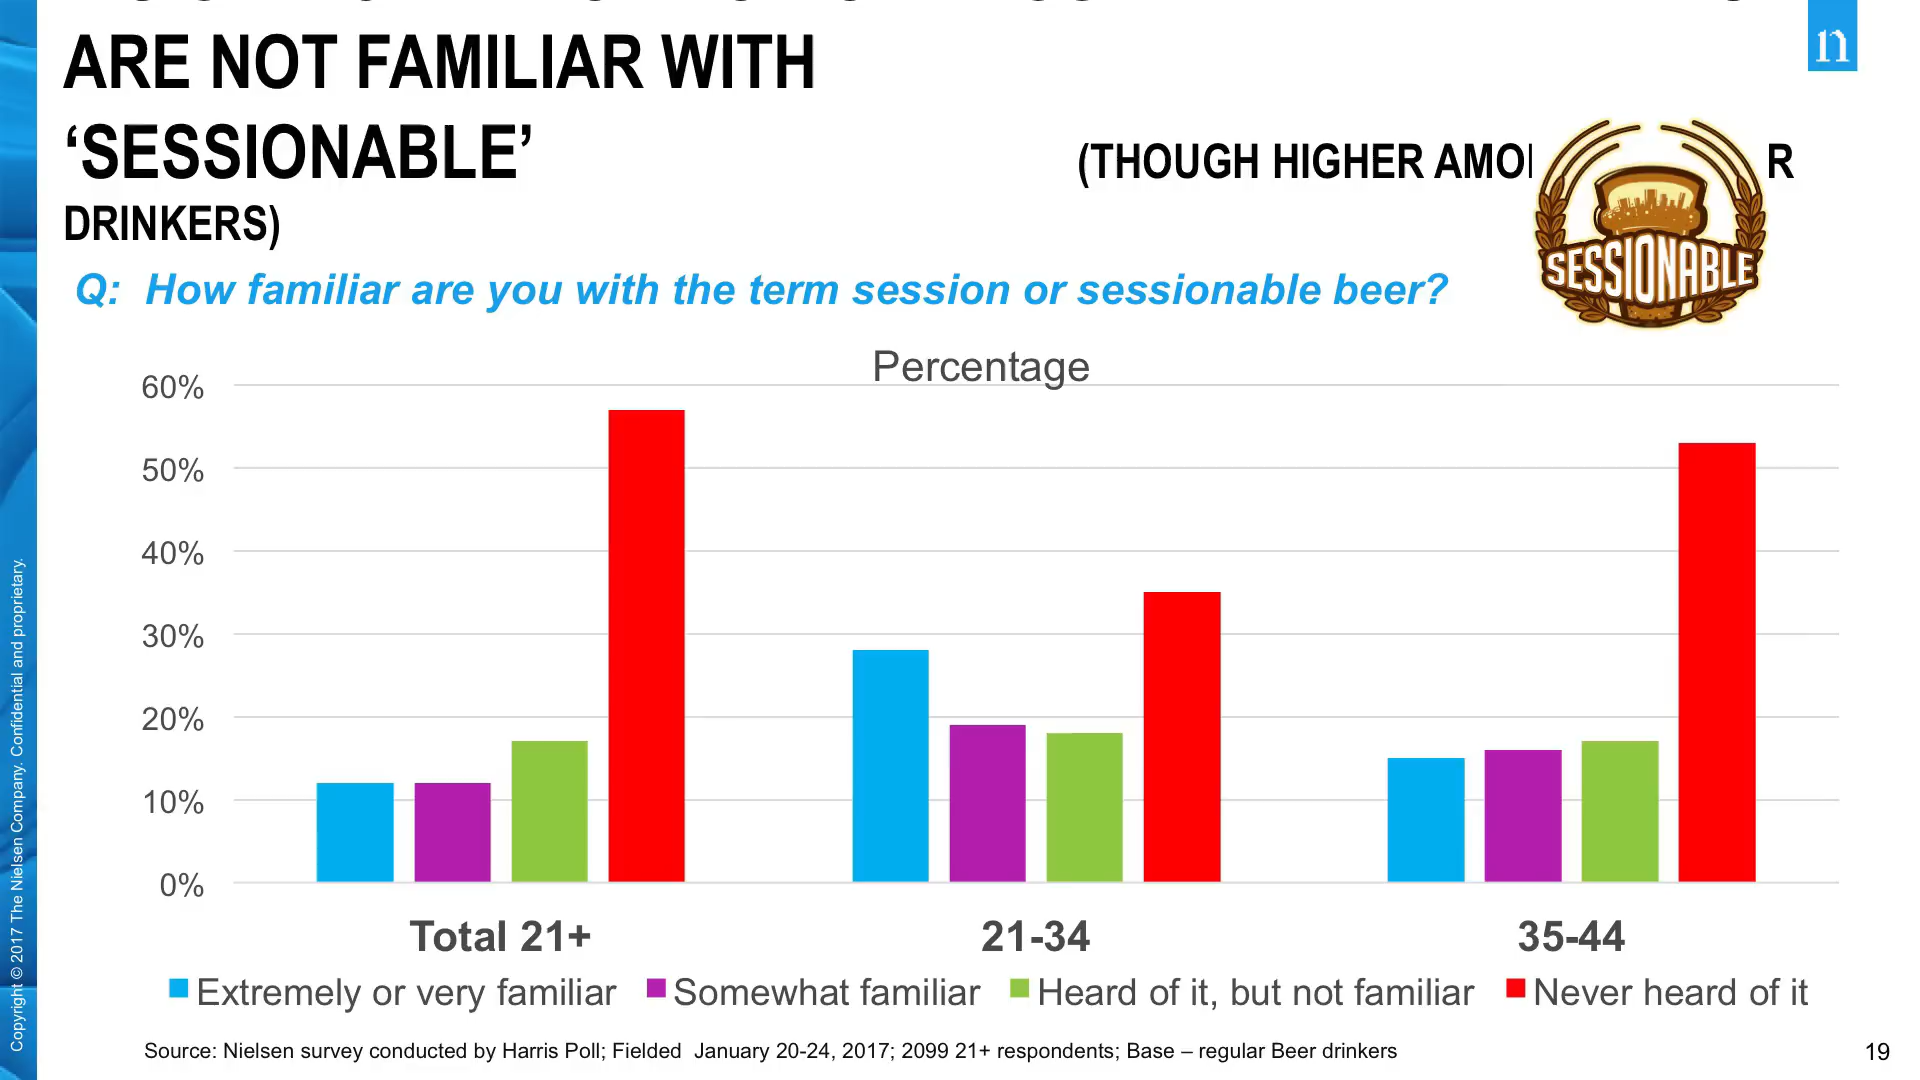 ARE NOT FAMILIAR WITH
‘SESSIONABLE’ (THOUGH HIGHER R
DRINKERS)
SESSIONABLE
Q: How familiar are you with the term session or sessionable beer?
Percentage
60%
50%
40%
30%
20%
10%
0%
Total 21+ 21-34 35-44
Extremely or very familiar Somewhat familiar Heard of it, but not familiar Never heard of it
Source: Nielsen survey conducted by Harris Poll; Fielded January 20-24, 2017; 2099 21+ respondents; Base – regular Beer drinkers
19
Copyright © 2017 The Nielsen Company. Confidential and proprietary.
n